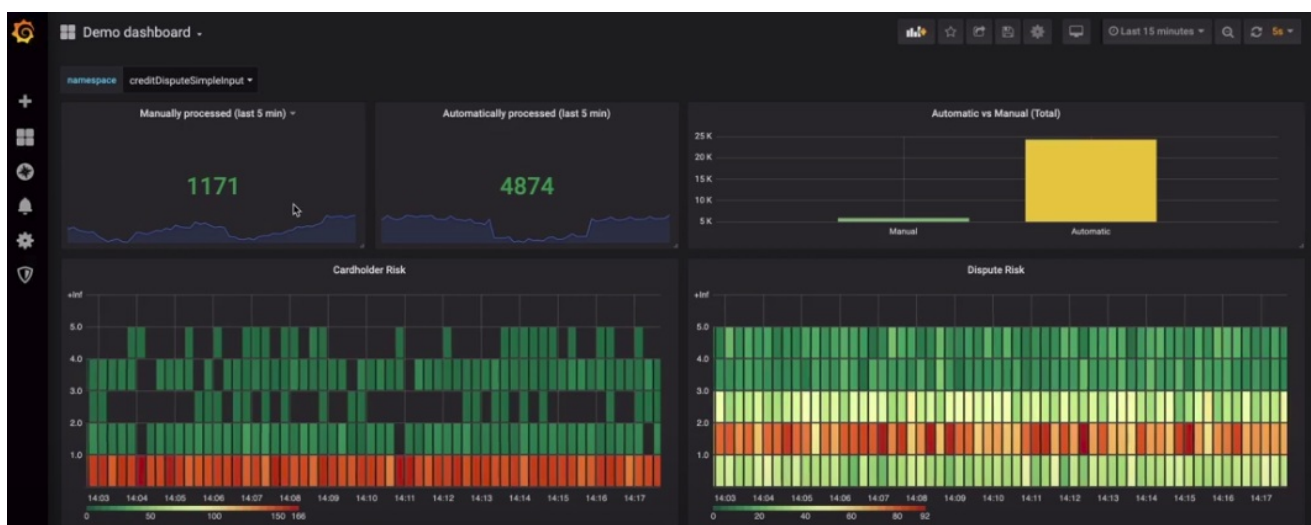 Demo dashboard
Last 15 minutes
5s
namespace creditDisputeSimpleInput
Manually processed (last 5 min)
1171
Automatically processed (last 5 min)
4874
Automatic vs Manual (Total)
25 K
20 K
15 K
10 K
5 K
Manual Automatic
Cardholder Risk
+Inf
5.0
4.0
3.0
2.0
1.0
14:03 14:04 14:05 14:06 14:07 14:08 14:09 14:10 14:11 14:12 14:13 14:14 14:15 14:16 14:17
0 50 100 150 166
Dispute Risk
+Inf
5.0
4.0
3.0
2.0
1.0
14:03 14:04 14:05 14:06 14:07 14:08 14:09 14:10 14:11 14:12 14:13 14:14 14:15 14:16 14:17
0 20 40 60 80 92